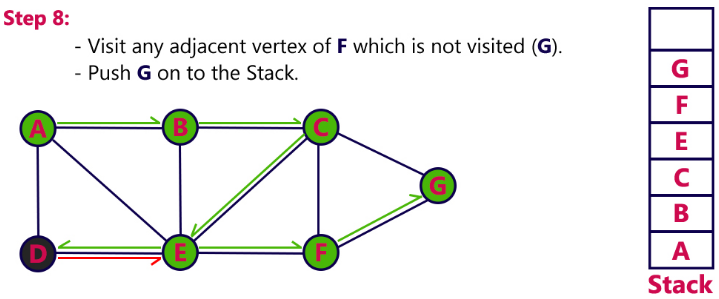 Step 8:
- Visit any adjacent vertex of F which is not visited (G).
- Push G on to the Stack.
A
B
C
G
D
E
F
G
F
E
C
B
A
Stack